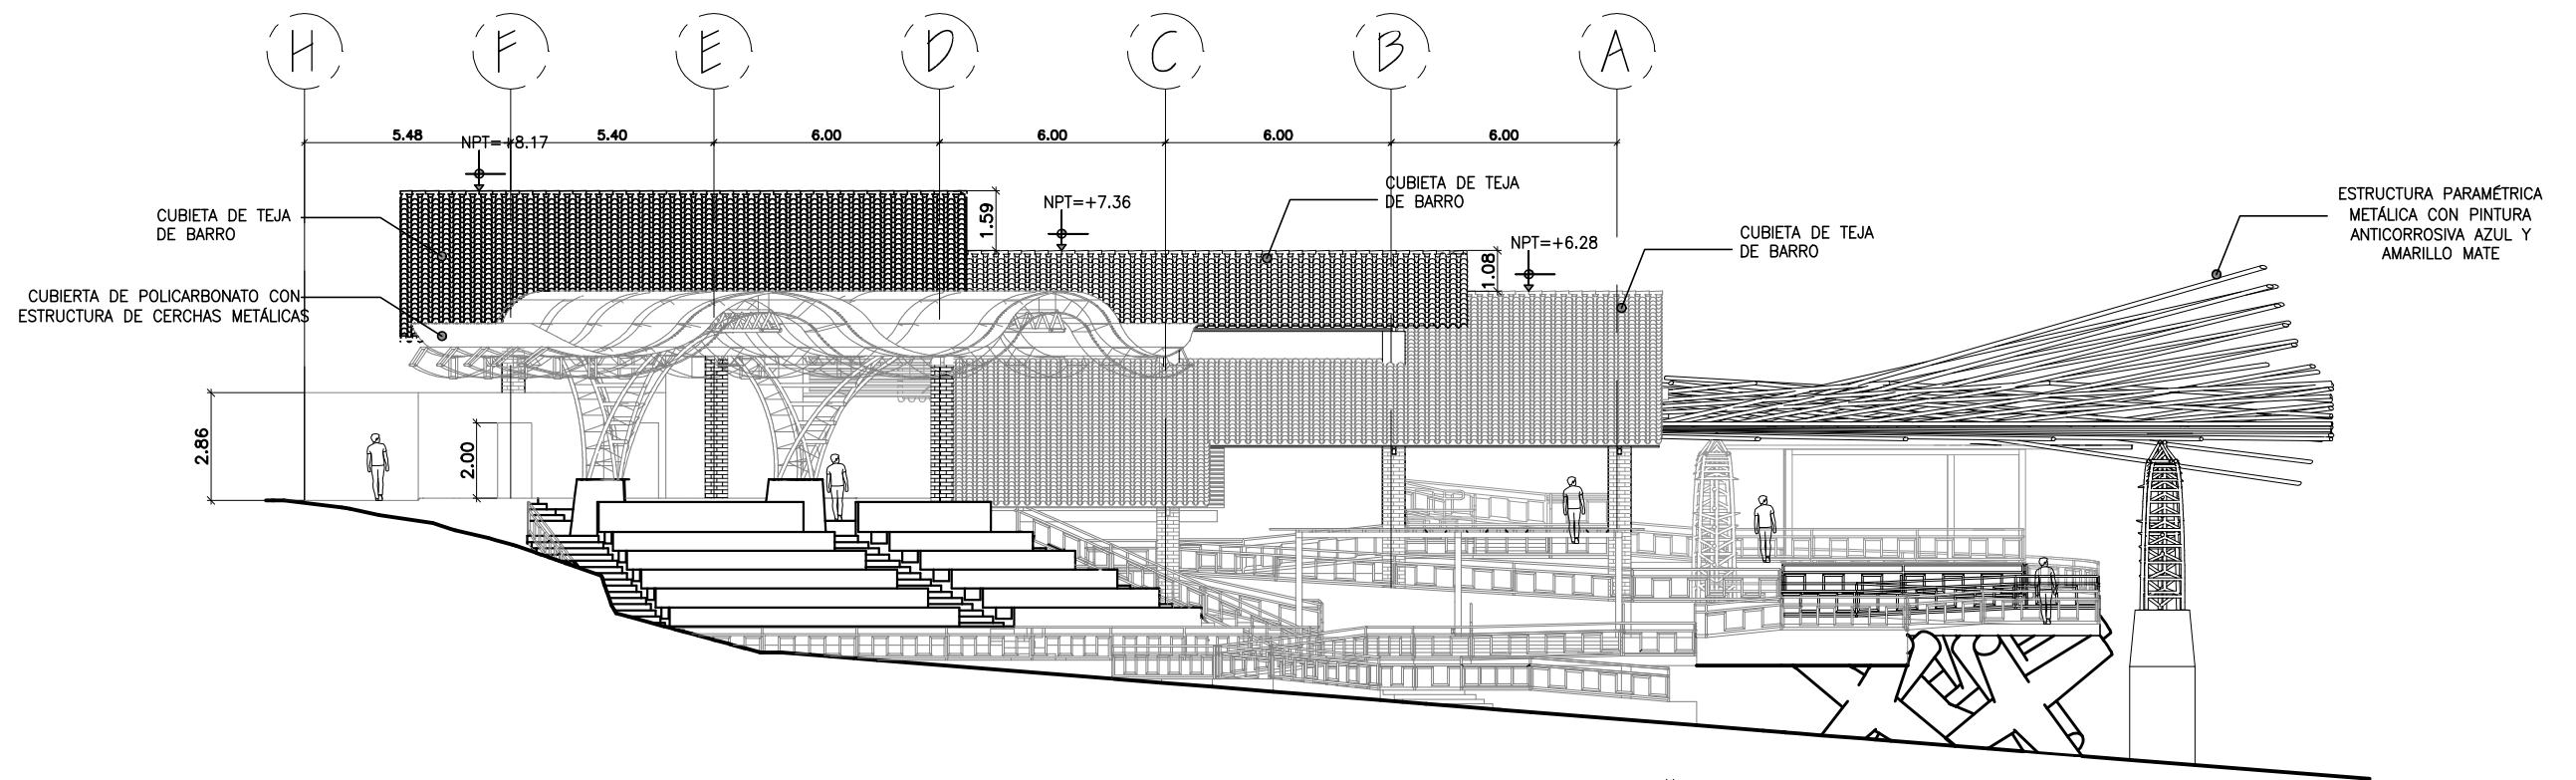 H F E D C B A
5.48 5.40 6.00 6.00 6.00 6.00
NPT=+8.17
CUBIETA DE TEJA
DE BARRO
1.59
NPT=+7.36
CUBIETA DE TEJA
DE BARRO
1.08
NPT=+6.28
CUBIETA DE TEJA
DE BARRO
ESTRUCTURA PARAMÉTRICA
METÁLICA CON PINTURA
ANTICORROSIVA AZUL Y
AMARILLO MATE
CUBIERTA DE POLICARBONATO CON
ESTRUCTURA DE CERCHAS METÁLICAS
2.86
2.00